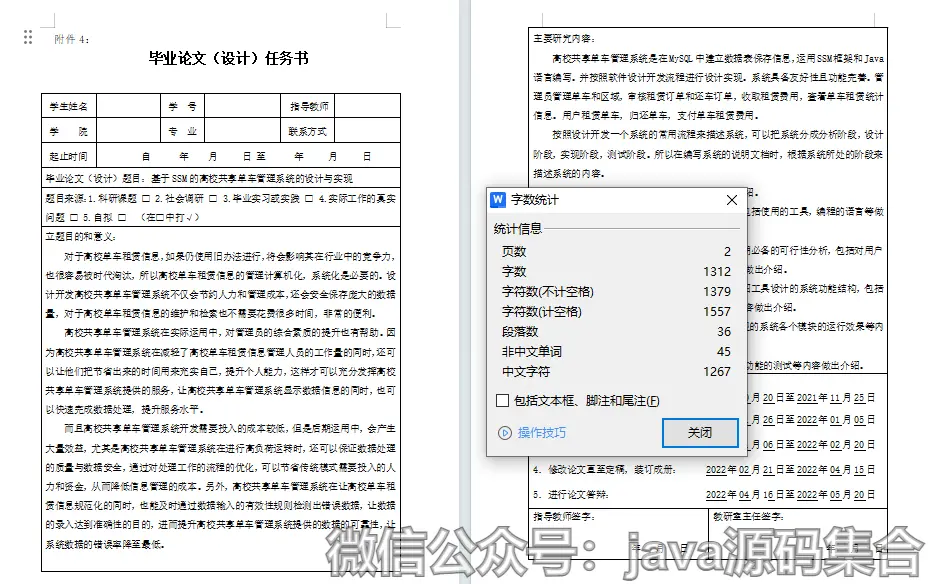 附件 4:
毕业论文（设计）任务书
学生姓名 学 号 指导教师
学 院 专 业 联系方式
起止时间 自 年 月 日 至 年 月 日
毕业论文（设计）题目：基于SSM的高校共享单车管理系统的设计与实现
题目来源:1.科研课题 □ 2.社会调研 □ 3.毕业实习或实践 □ 4.实际工作的真实
问题 □ 5.自拟 □ （在□中打√）
立题目的和意义：
对于高校单车租赁信息,如果仍使用旧办法进行,将会影响其在行业中的竞争力,
也很容易被时代淘汰，所以高校单车租赁信息的管理计算机化，系统化是必要的。设
计开发高校共享单车管理系统不仅会节约人力和管理成本,还会安全保存庞大的数据
量，对于高校单车租赁信息的维护和检索也不需要花费很多时间，非常的便利。
高校共享单车管理系统在实际运用中，对管理员的综合素质的提升也有帮助。因
为高校共享单车管理系统在减轻了高校单车租赁信息管理人员的工作量的同时,还可
以让他们把节省出来的时间用来充实自己，提升个人能力，这样才可以充分发挥高校
共享单车管理系统提供的服务，让高校共享单车管理系统显示数据信息的同时，也可
以快速完成数据处理，提升服务水平。
而且高校共享单车管理系统开发需要投入的成本较低，但是后期运用中，会产生
大量效益，尤其是高校共享单车管理系统在进行高负荷运转时，还可以保证数据处理
的质量与数据安全，通过对处理工作的流程的优化，可以节省传统模式需要投入的人
力和资金，从而降低信息管理的成本。另外，高校共享单车管理系统在让高校单车租
赁信息规范化的同时，也能及时通过数据输入的有效性规则检测出错误数据，让数据
的录入达到准确性的目的，进而提升高校共享单车管理系统提供的数据的可靠性，让
系统数据的错误率降至最低。
主要研究内容：
高校共享单车管理系统是在MySQL中建立数据表保存信息,运用SSM框架和Java
语言编写。并按照软件设计开发流程进行设计实现。系统具备友好性且功能完善。管
理员管理单车和区域，审核租赁订单和还车订单，收取租赁费用，查看单车租赁统计
信息。用户租赁单车，归还单车，支付单车租赁费用。
按照设计开发一个系统的常用流程来描述系统，可以把系统分成分析阶段，设计
阶段，实现阶段，测试阶段。所以在编写系统的说明文档时，根据系统所处的阶段来
描述系统的内容。
绍。
包括使用的工具，编程的语言等做
必备的可行性分析，包括对用户
做出介绍。
工具设计的系统功能结构，包括
容做出介绍。
的系统各个模块的运行效果等内
功能的测试等内容做出介绍。
月 20 日至 2021 年 11 月 25 日
月 26 日至 2022 年 01 月 05 日
月 06 日至 2022 年 02 月 20 日
4. 修改论文直至定稿，装订成册： 2022 年 02 月 21 日至 2022 年 04 月 15 日
5. 进行论文答辩： 2022 年 04 月 16 日至 2022 年 05 月 20 日
指导教师签字： 教研室主任签字：
年 月 日
字数统计
统计信息
页数 2
字数 1312
字符数(不计空格) 1379
字符数(计空格) 1557
段落数 36
非中文单词 45
中文字符 1267
包括文本框、脚注和尾注(F)
操作技巧 关闭
微信公众号：java源码集合